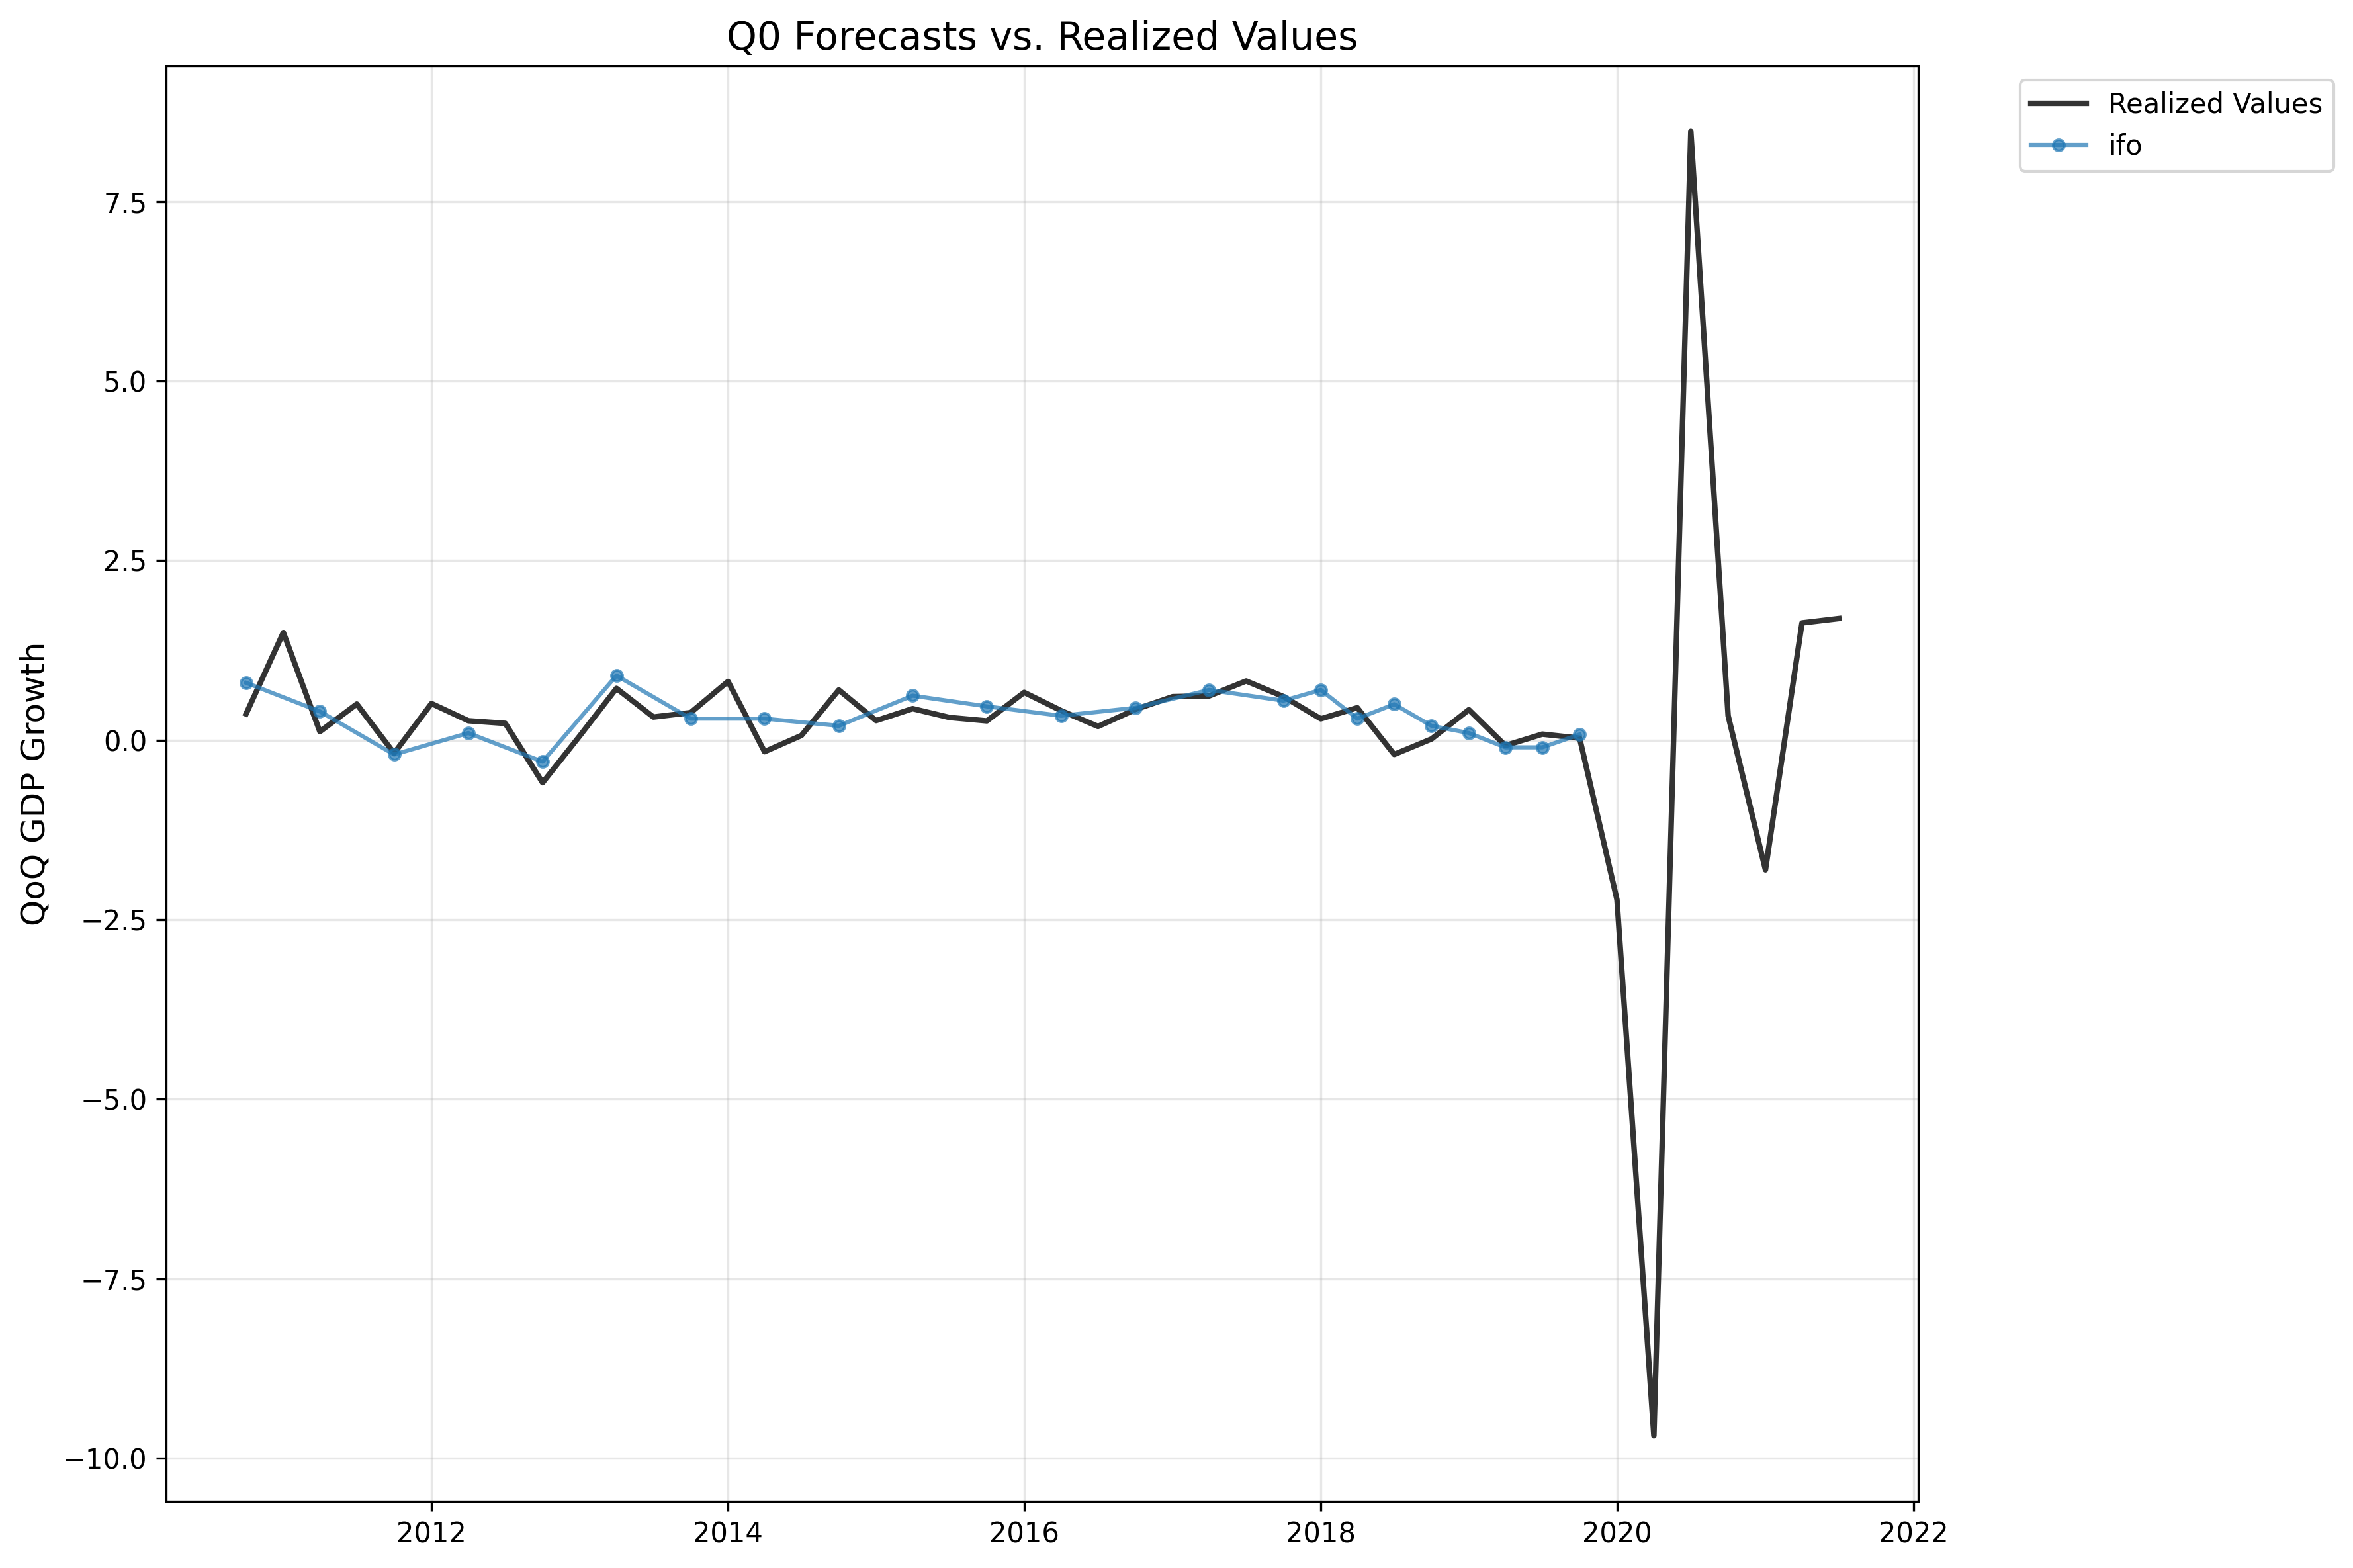 Q0 Forecasts vs. Realized Values
Realized Values
ifo
QoQ GDP Growth
7.5
5.0
2.5
0.0
−2.5
−5.0
−7.5
−10.0
2012 2014 2016 2018 2020 2022